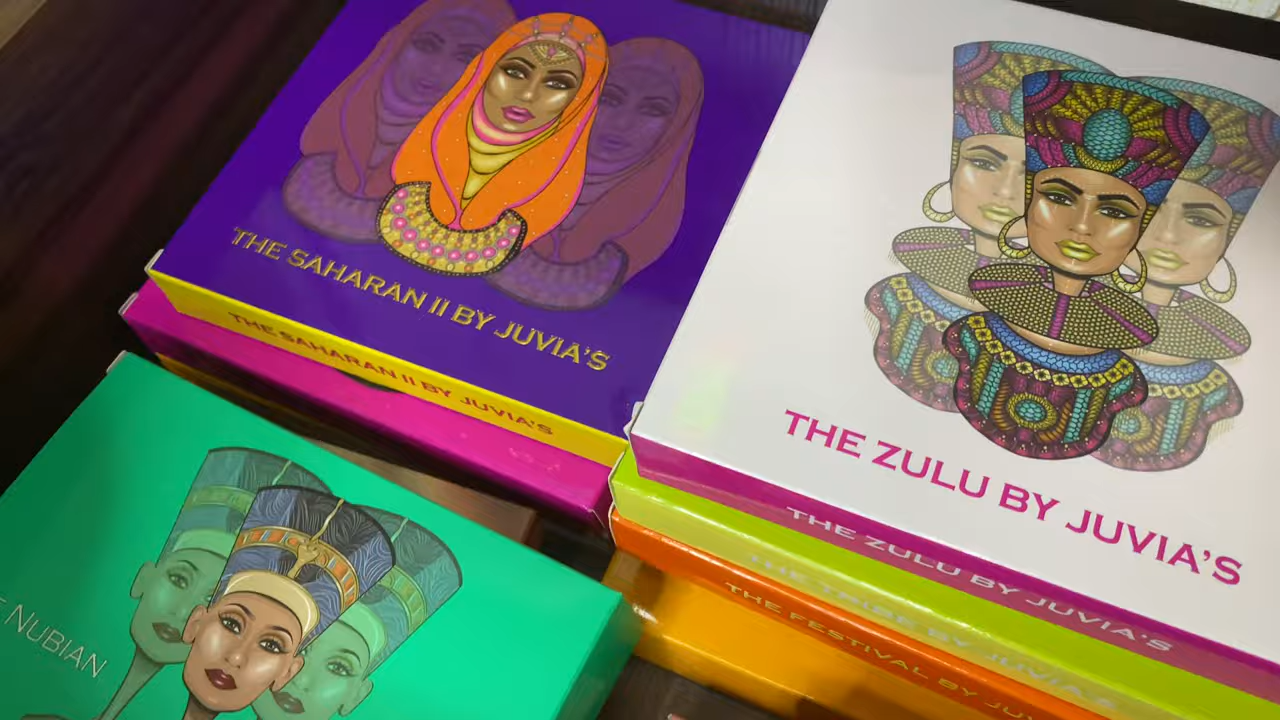 THE SAHARAN II BY JUVIA'S
THE SAHARAN II BY JUVIA'S
THE ZULU BY JUVIA'S
THE ZULU BY JUVIA'S
THE TRIBE BY JUVIA'S
THE FESTIVAL BY JU
NUBIAN